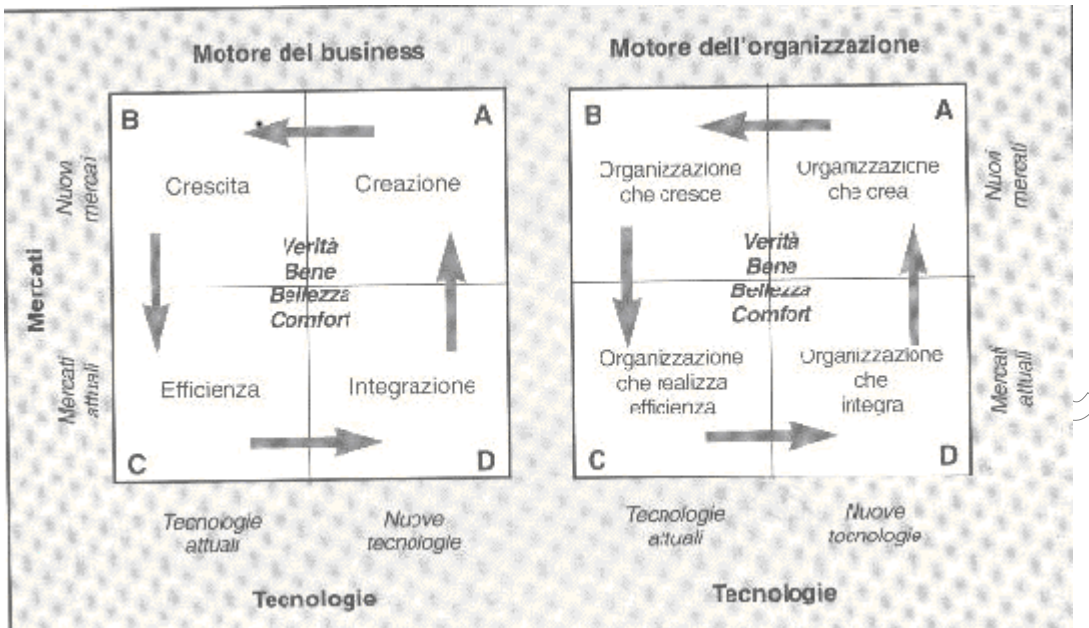 Motore del business
B
A
Crescita
Creazione
Verità
Bene
Bellezza
Comfort
Efficienza
Integrazione
C
D
Mercati
Nuovi
mercati
Mercati
attuali
Tecnologie
attuali
Nuove
tecnologie
Tecnologie
Motore dell'organizzazione
B
A
Organizzazione
che cresce
Organizzazione
che crea
Verità
Bene
Bellezza
Comfort
Organizzazione
che realizza
efficienza
Organizzazione
che
integra
C
D
Nuovi
mercati
Mercati
attuali
Tecnologie
attuali
Nuove
tecnologie
Tecnologie